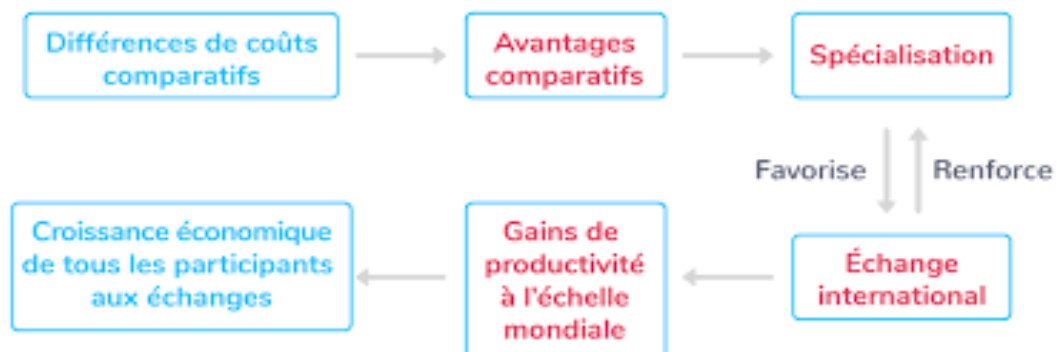 Différences de coûts
comparatifs
Avantages
comparatifs
Spécialisation
Favorise
Renforce
Échange
international
Gains de
productivité
à l'échelle
mondiale
Croissance économique
de tous les participants
aux échanges